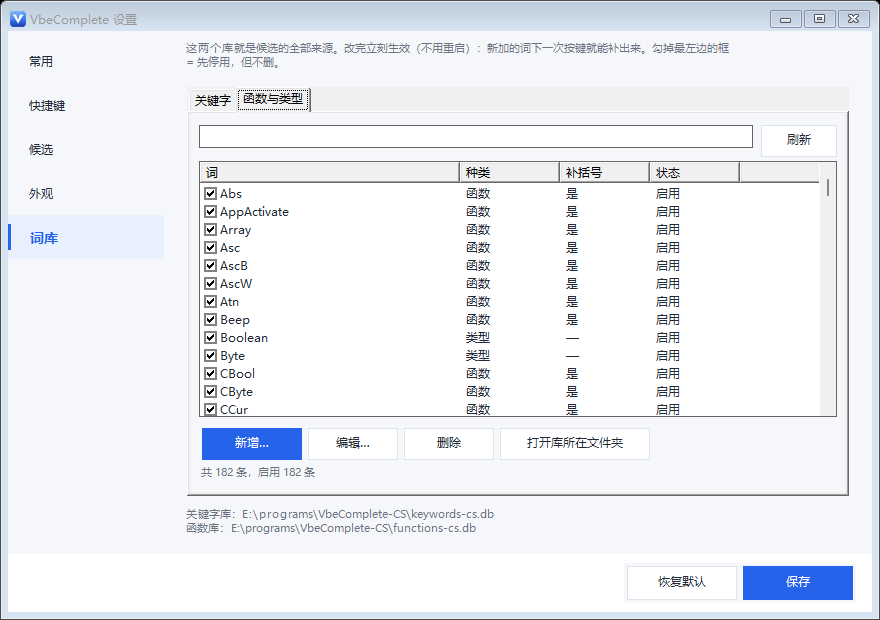 VbeComplete 设置
常用
快捷键
候选
外观
词库
这两个库就是候选的全部来源。改完立刻生效（不用重启）：新加的词下一次按键就能补出来。勾掉最左边的框
= 先停用，但不删。
关键字 函数与类型
刷新
词 种类 补括号 状态
Abs 函数 是 启用
AppActivate 函数 是 启用
Array 函数 是 启用
Asc 函数 是 启用
AscB 函数 是 启用
AscW 函数 是 启用
Atn 函数 是 启用
Beep 函数 是 启用
Boolean 类型 — 启用
Byte 类型 — 启用
CBool 函数 是 启用
CByte 函数 是 启用
CCur 函数 是 启用
新增... 编辑... 删除 打开库所在文件夹
共 182 条，启用 182 条
关键字库：E:\programs\VbeComplete-CS\keywords-cs.db
函数库：E:\programs\VbeComplete-CS\functions-cs.db
恢复默认 保存